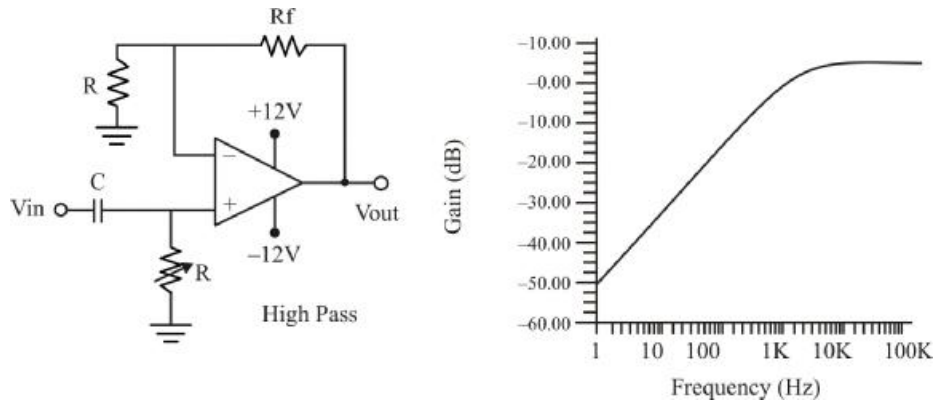 Rf
R
+12V
−
C
+
Vin
Vout
−12V
R
High Pass
Gain (dB)
−10.00
−0.00
−10.00
−20.00
−30.00
−40.00
−50.00
−60.00
1 10 100 1K 10K 100K
Frequency (Hz)